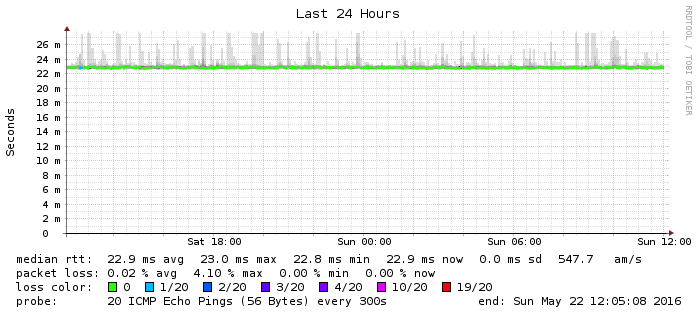 Last 24 Hours
RRDTOOL / TOBI OETIKER
Seconds
26 m
24 m
22 m
20 m
18 m
16 m
14 m
12 m
10 m
8 m
6 m
4 m
2 m
0
Sat 18:00 Sun 00:00 Sun 06:00 Sun 12:00
median rtt: 22.9 ms avg 23.0 ms max 22.8 ms min 22.9 ms now 0.0 ms sd 547.7 am/s
packet loss: 0.02 % avg 4.10 % max 0.00 % min 0.00 % now
loss color: 0 1/20 2/20 3/20 4/20 10/20 19/20
probe: 20 ICMP Echo Pings (56 Bytes) every 300s end: Sun May 22 12:05:08 2016